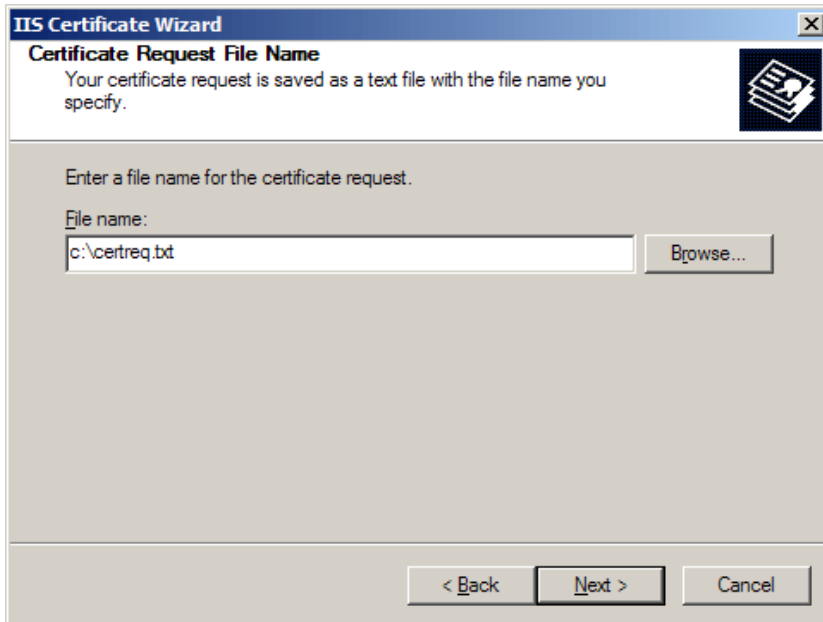 IIS Certificate Wizard
Certificate Request File Name
Your certificate request is saved as a text file with the file name you
specify.
Enter a file name for the certificate request.
File name:
c:\certreq.txt
Browse...
< Back
Next >
Cancel